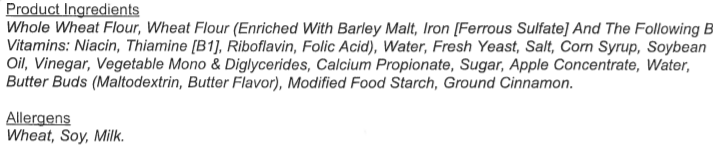 Product Ingredients
Whole Wheat Flour, Wheat Flour (Enriched With Barley Malt, Iron [Ferrous Sulfate] And The Following B
Vitamins: Niacin, Thiamine [B1], Riboflavin, Folic Acid), Water, Fresh Yeast, Salt, Corn Syrup, Soybean
Oil, Vinegar, Vegetable Mono & Diglycerides, Calcium Propionate, Sugar, Apple Concentrate, Water,
Butter Buds (Maltodextrin, Butter Flavor), Modified Food Starch, Ground Cinnamon.
Allergens
Wheat, Soy, Milk.